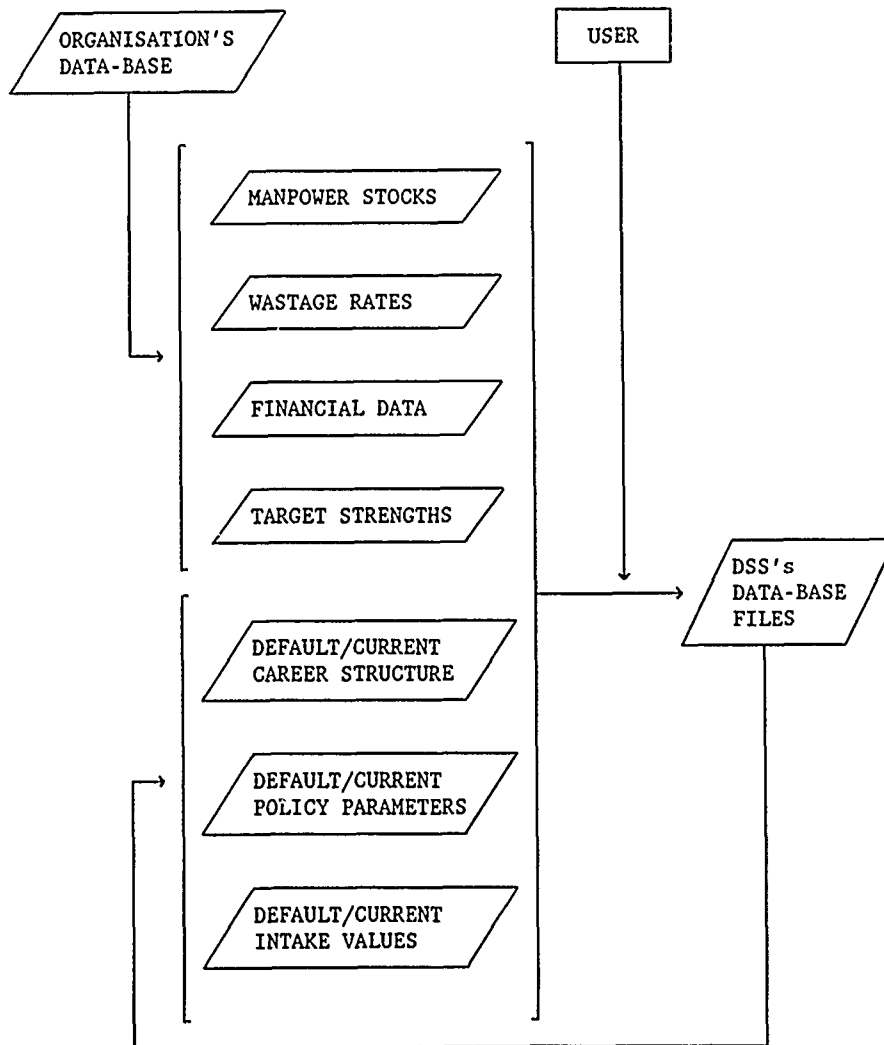 ORGANISATION'S
DATA-BASE
USER
MANPOWER STOCKS
WASTAGE RATES
FINANCIAL DATA
TARGET STRENGTHS
DSS's
DATA-BASE
FILES
DEFAULT/CURRENT
CAREER STRUCTURE
DEFAULT/CURRENT
POLICY PARAMETERS
DEFAULT/CURRENT
INTAKE VALUES